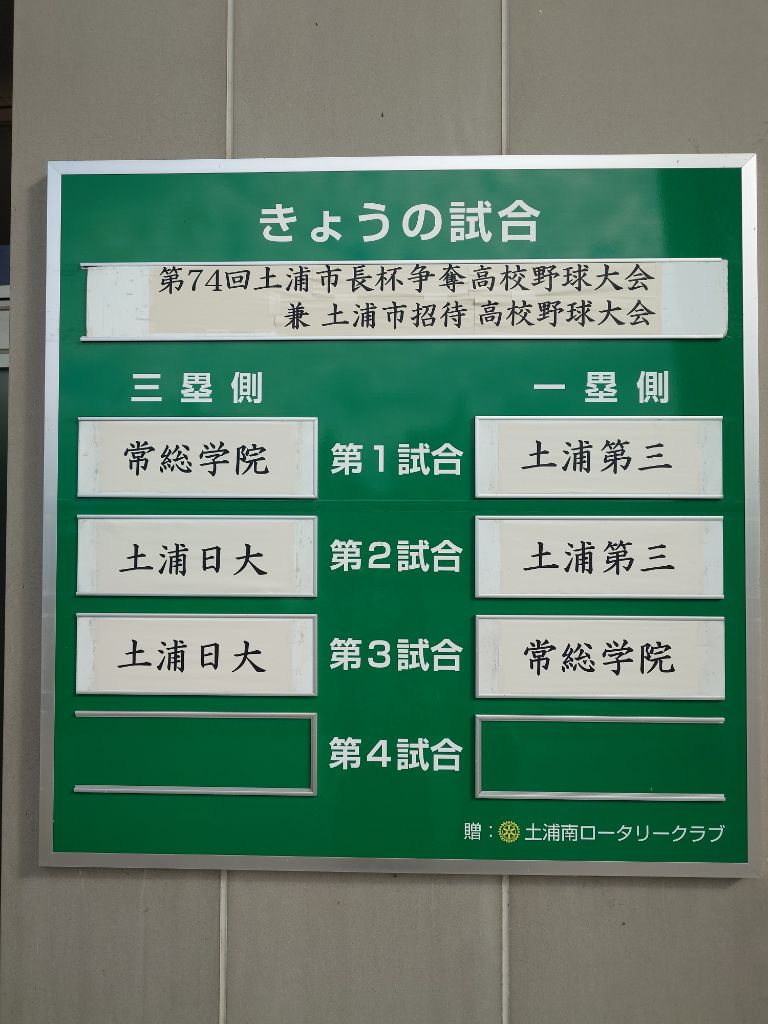 きょうの試合
第74回土浦市長杯争奪高校野球大会
兼 土浦市招待 高校野球大会
三塁側 一塁側
常総学院 第1試合 土浦第三
土浦日大 第2試合 土浦第三
土浦日大 第3試合 常総学院
第4試合
贈：土浦南ロータリークラブ